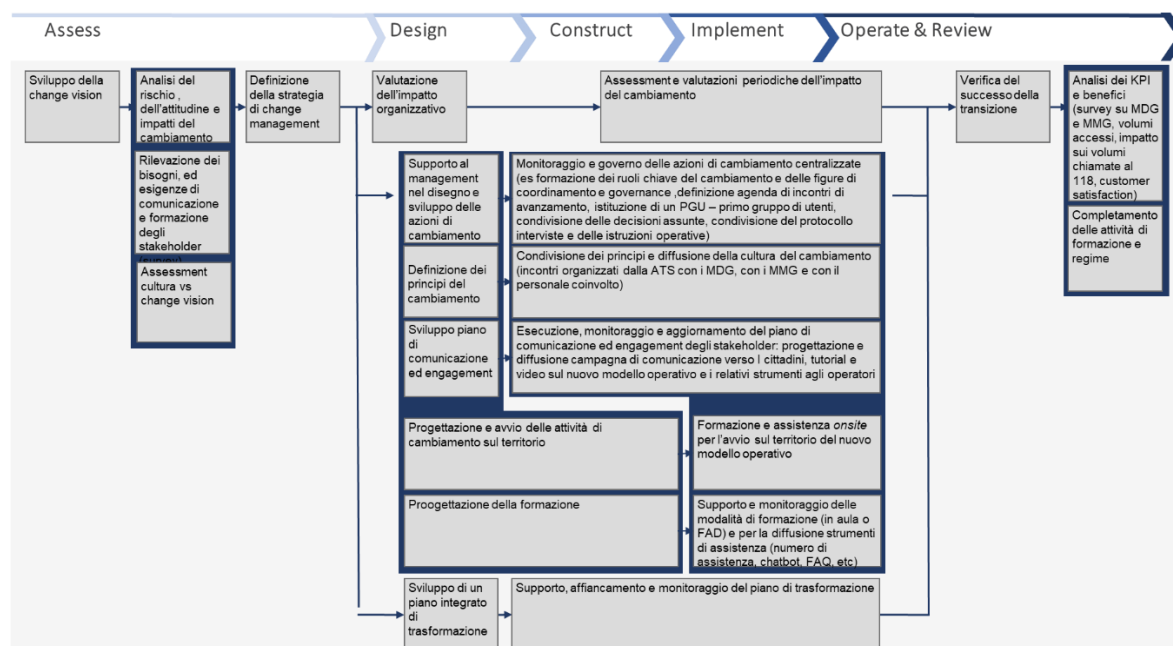 Assess
Design
Construct
Implement
Operate & Review
Sviluppo della
change vision
Analisi del
rischio ,
dell'attitudine e
impatti del
cambiamento
Rilevazione dei
bisogni, ed
esigenze di
comunicazione
e formazione
degli
stakeholder
(survey)
Assessment
cultura vs
change vision
Definizione
della strategia
di change
management
Valutazione
dell'impatto
organizzativo
Assessment e valutazioni periodiche dell'impatto
del cambiamento
Supporto al
management
nel disegno e
sviluppo delle
azioni di
cambiamento
Monitoraggio e governo delle azioni di cambiamento centralizzate
(es formazione dei ruoli chiave del cambiamento e delle figure di
coordinamento e governance ,definizione agenda di incontri di
avanzamento, istituzione di un PGU – primo gruppo di utenti,
condivisione delle decisioni assunte, condivisione del protocollo
interviste e delle istruzioni operative)
Definizione dei
principi del
cambiamento
Condivisione dei principi e diffusione della cultura del cambiamento
(incontri organizzati dalla ATS con i MDG, con i MMG e con il
personale coinvolto)
Sviluppo piano
di
comunicazione
ed engagement
Esecuzione, monitoraggio e aggiornamento del piano di
comunicazione ed engagement degli stakeholder: progettazione e
diffusione campagna di comunicazione verso I cittadini, tutorial e
video sul nuovo modello operativo e i relativi strumenti agli operatori
Progettazione e avvio delle attività di
cambiamento sul territorio
Formazione e assistenza onsite
per l'avvio sul territorio del nuovo
modello operativo
Proogettazione della formazione
Supporto e monitoraggio delle
modalità di formazione (in aula o
FAD) e per la diffusione strumenti
di assistenza (numero di
assistenza, chatbot, FAQ, etc)
Sviluppo di un
piano integrato
di
trasformazione
Supporto, affiancamento e monitoraggio del piano di trasformazione
Verifica del
successo della
transizione
Analisi dei KPI
e benefici
(survey su MDG
e MMG, volumi
accessi, impatto
sui volumi
chiamate al
118, customer
satisfaction)
Completamento
delle attività di
formazione e
regime